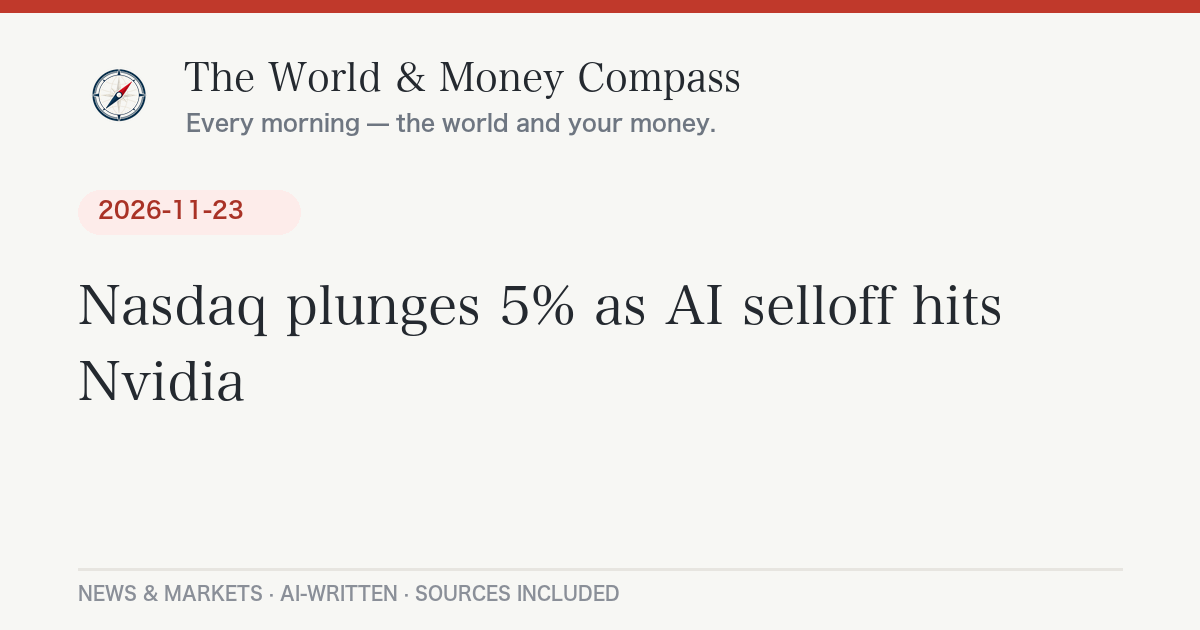 The World & Money Compass
Every morning — the world and your money.
2026-11-23
Nasdaq plunges 5% as AI selloff hits
Nvidia
NEWS & MARKETS · AI-WRITTEN · SOURCES INCLUDED